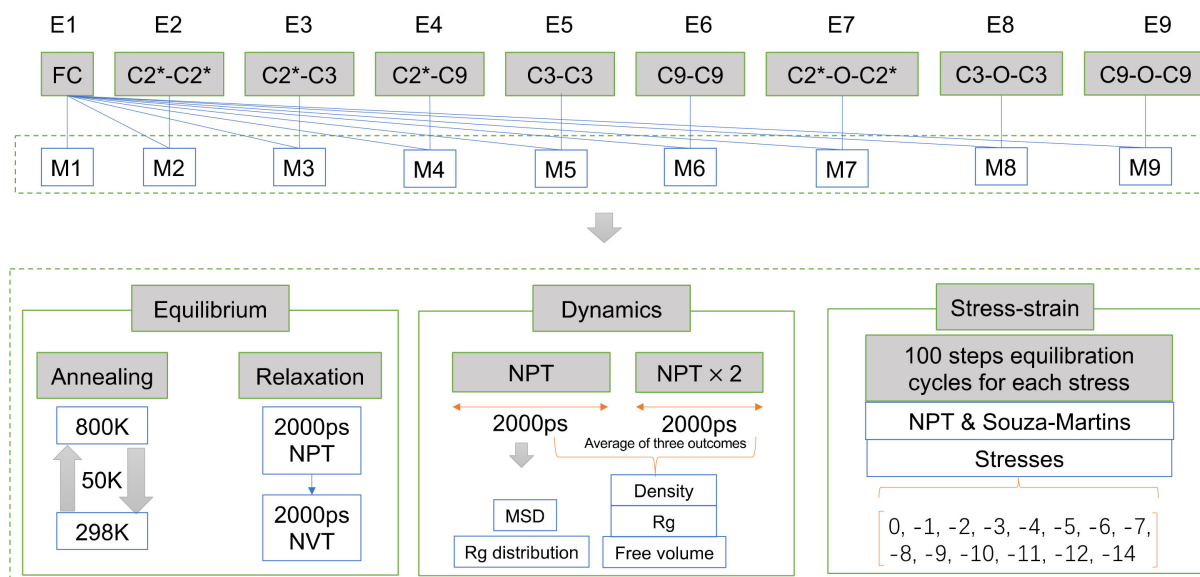 E1 E2 E3 E4 E5 E6 E7 E8 E9
FC C2*-C2* C2*-C3 C2*-C9 C3-C3 C9-C9 C2*-O-C2* C3-O-C3 C9-O-C9
M1 M2 M3 M4 M5 M6 M7 M8 M9
Equilibrium
Annealing
800K
50K
298K
Relaxation
2000ps
NPT
2000ps
NVT
Dynamics
NPT
2000ps
MSD
Rg distribution
NPT × 2
2000ps
Average of three outcomes
Density
Rg
Free volume
Stress-strain
100 steps equilibration
cycles for each stress
NPT & Souza-Martins
Stresses
0, -1, -2, -3, -4, -5, -6, -7,
-8, -9, -10, -11, -12, -14